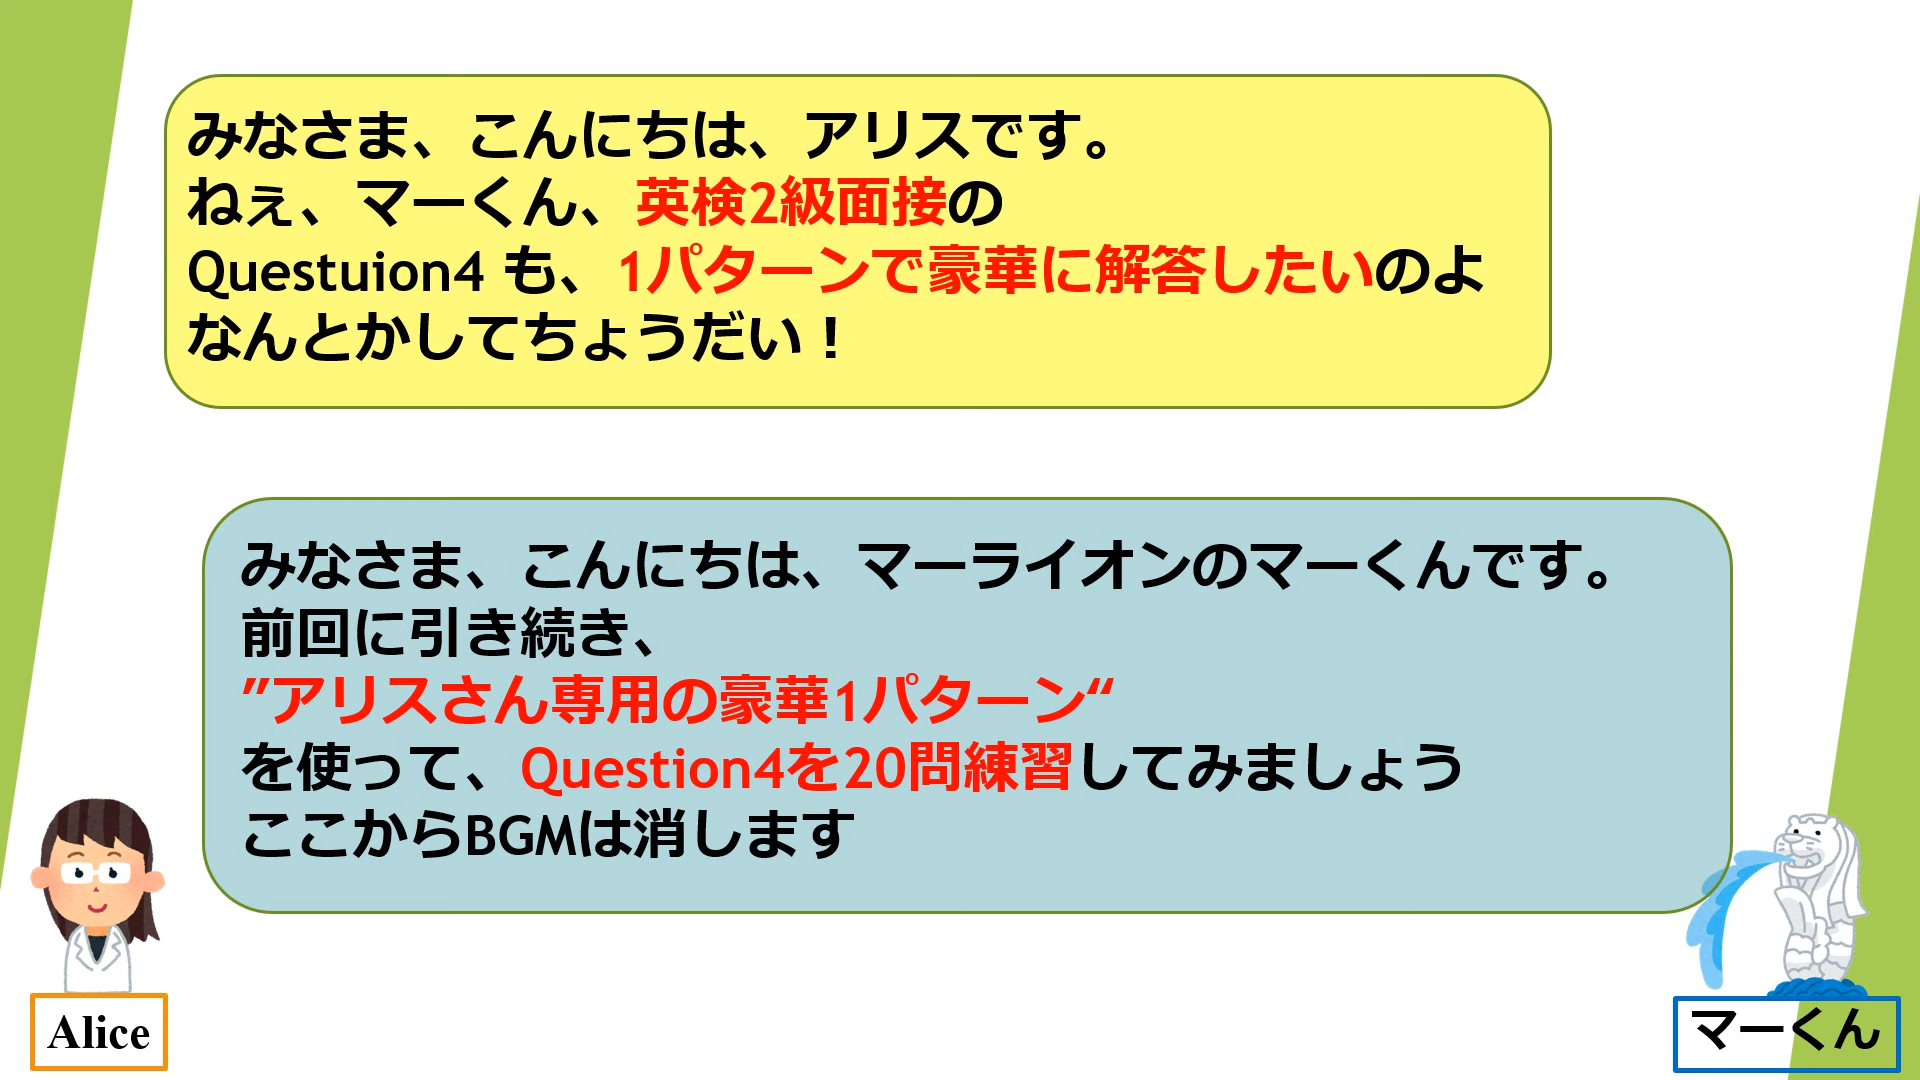 みなさま、こんにちは、アリスです。
ねぇ、マーくん、英検2級面接の
Questuion4 も、1パターンで豪華に解答したいのよ
なんとかしてちょうだい！
みなさま、こんにちは、マーライオンのマーくんです。
前回に引き続き、
”アリスさん専用の豪華1パターン“
を使って、Question4を20問練習してみましょう
ここからBGMは消します
Alice
マーくん